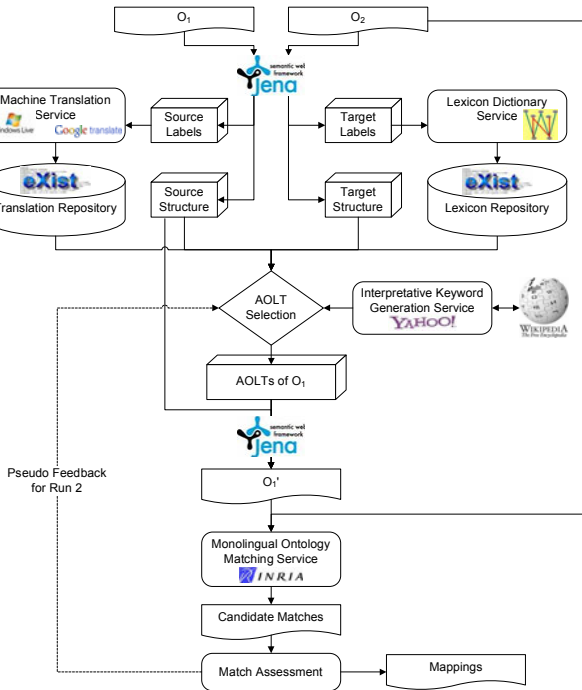 O1
O2
semantic web
framework
Jena
Machine Translation
Service
Windows Live
Google translate
Source
Labels
Target
Labels
Lexicon Dictionary
Service
W
eXist
Translation Repository
Source
Structure
Target
Structure
eXist
Lexicon Repository
AOLT
Selection
Interpretative Keyword
Generation Service
YAHOO!
WIKIPEDIA
The Free Encyclopedia
AOLTs of O1
semantic web
framework
Jena
Pseudo Feedback
for Run 2
O1'
Monolingual Ontology
Matching Service
INRIA
Candidate Matches
Match Assessment
Mappings